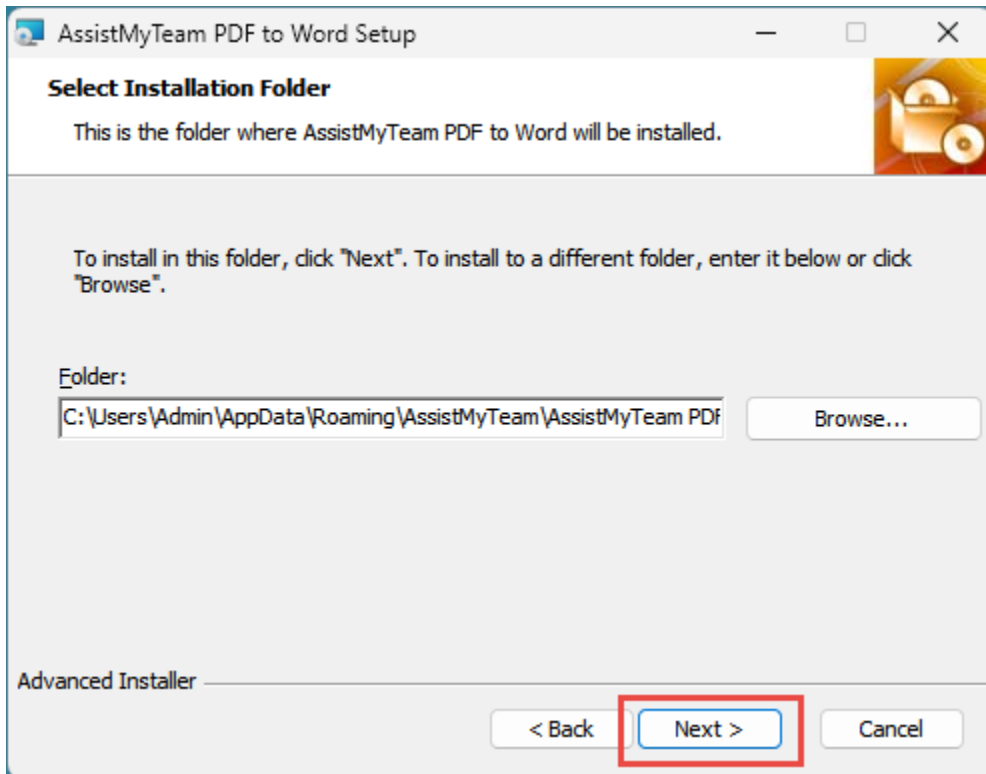 AssistMyTeam PDF to Word Setup
Select Installation Folder
This is the folder where AssistMyTeam PDF to Word will be installed.
To install in this folder, click "Next". To install to a different folder, enter it below or click
"Browse".
Folder:
C:\Users\Admin\AppData\Roaming\AssistMyTeam\AssistMyTeam PDF
Browse...
Advanced Installer
< Back
Next >
Cancel